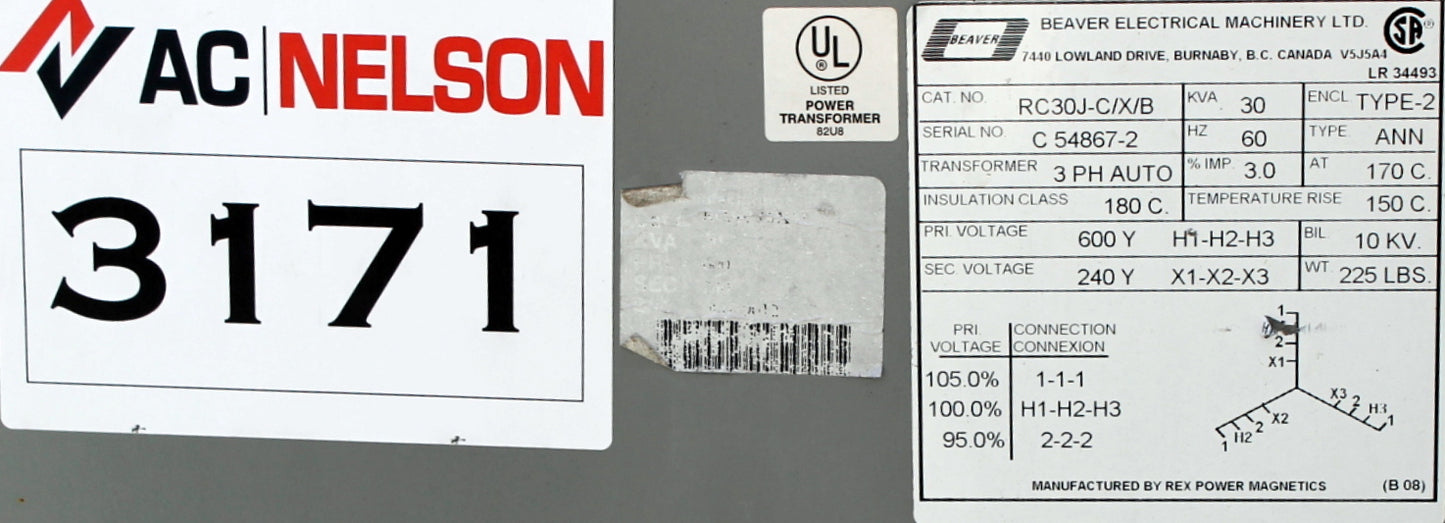 AC|NELSON
3171
UL
®
LISTED
POWER
TRANSFORMER
82U8
BEAVER
BEAVER ELECTRICAL MACHINERY LTD.
7440 LOWLAND DRIVE, BURNABY, B.C. CANADA V5J5A4
SA®
LR 34493
CAT. NO. RC30J-C/X/B KVA 30 ENCL TYPE-2
SERIAL NO. C 54867-2 HZ 60 TYPE ANN
TRANSFORMER 3 PH AUTO % IMP. 3.0 AT 170 C.
INSULATION CLASS 180 C. TEMPERATURE RISE 150 C.
PRI. VOLTAGE 600 Y H1-H2-H3 BIL 10 KV.
SEC. VOLTAGE 240 Y X1-X2-X3 WT. 225 LBS.
PRI. VOLTAGE CONNECTION CONNEXION
105.0% 1-1-1
100.0% H1-H2-H3
95.0% 2-2-2
1
2
X1
X3 2 H3 1
1 H2 2 X2
MANUFACTURED BY REX POWER MAGNETICS (B 08)